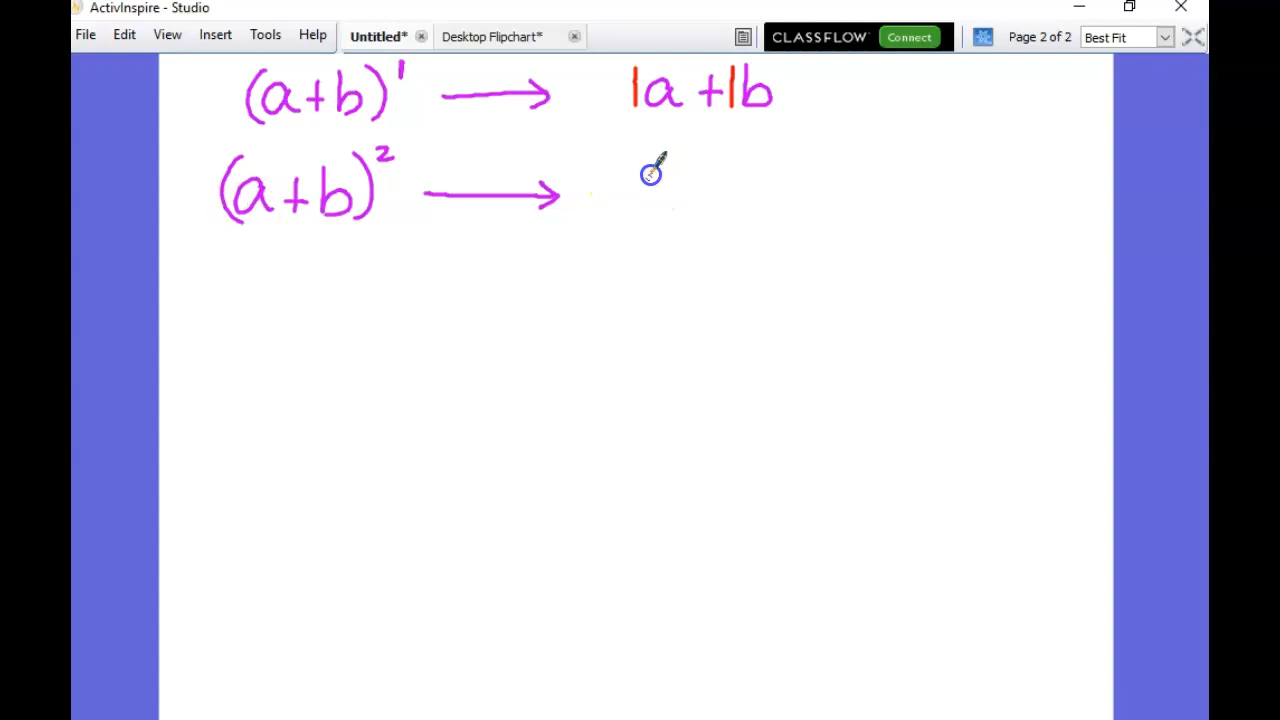 ActivInspire - Studio
File Edit View Insert Tools Help Untitled* Desktop Flipchart* CLASSFLOW Connect Page 2 of 2 Best Fit
(a+b)¹ → 1a+1b
(a+b)² →